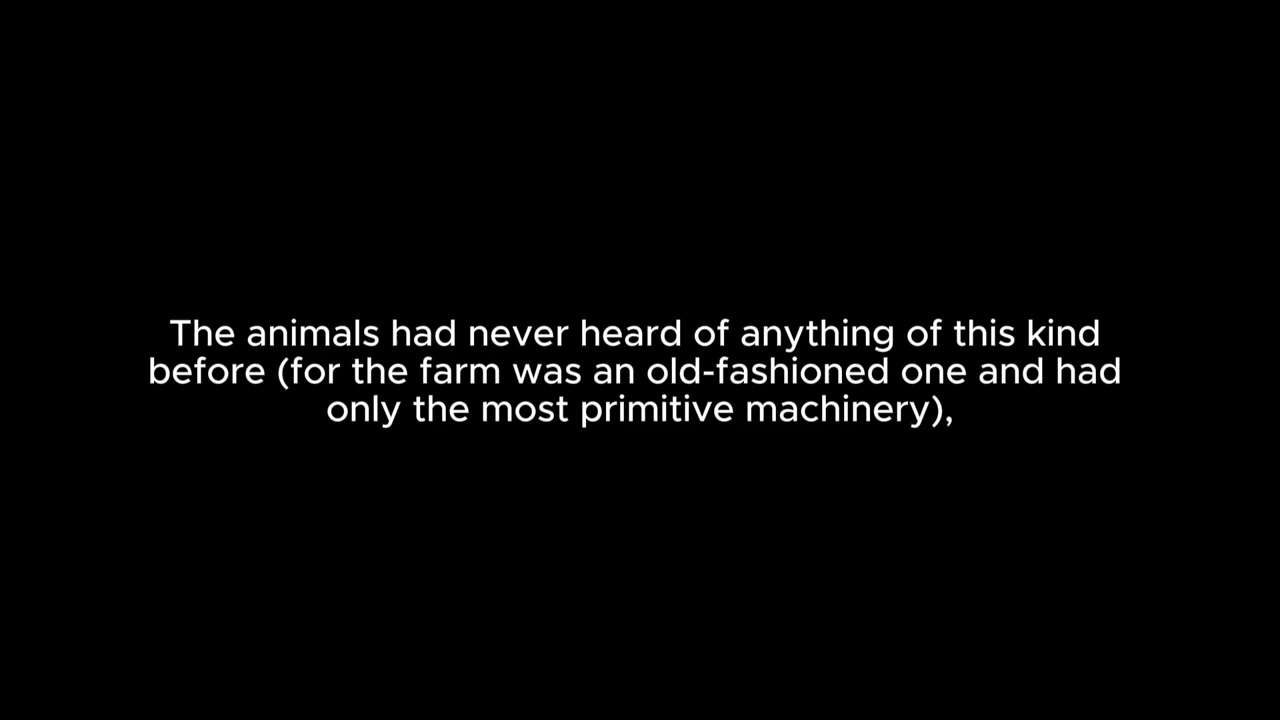 The animals had never heard of anything of this kind
before (for the farm was an old-fashioned one and had
only the most primitive machinery),